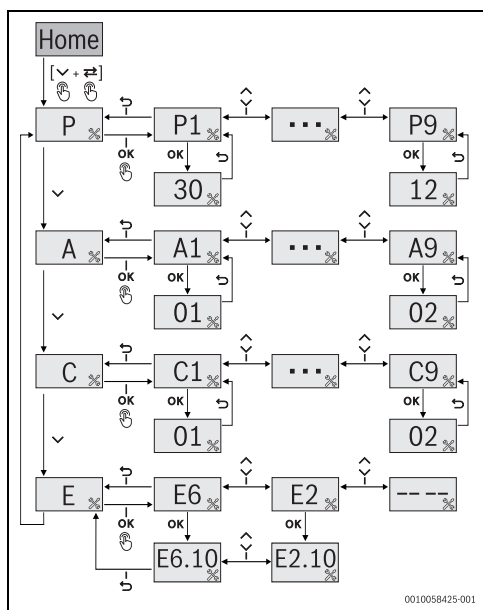 Home
[ + ]
P P1 ... P9
OK OK OK
30 12
A A1 ... A9
OK OK OK
01 02
C C1 ... C9
OK OK OK
01 02
E E6 E2 -- --
OK OK OK
E6.10 E2.10
0010058425-001